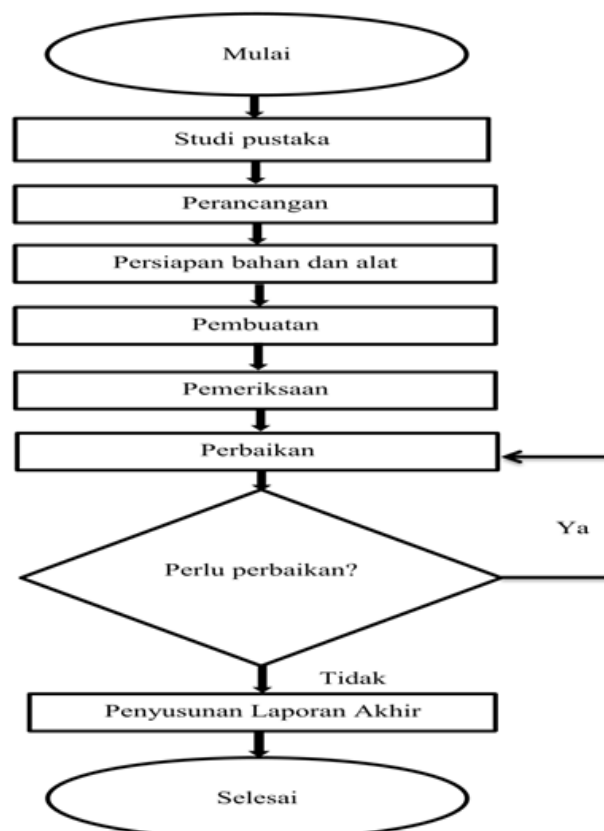 Mulai
Studi pustaka
Perancangan
Persiapan bahan dan alat
Pembuatan
Pemeriksaan
Perbaikan
Ya
Perlu perbaikan?
Tidak
Penyusunan Laporan Akhir
Selesai